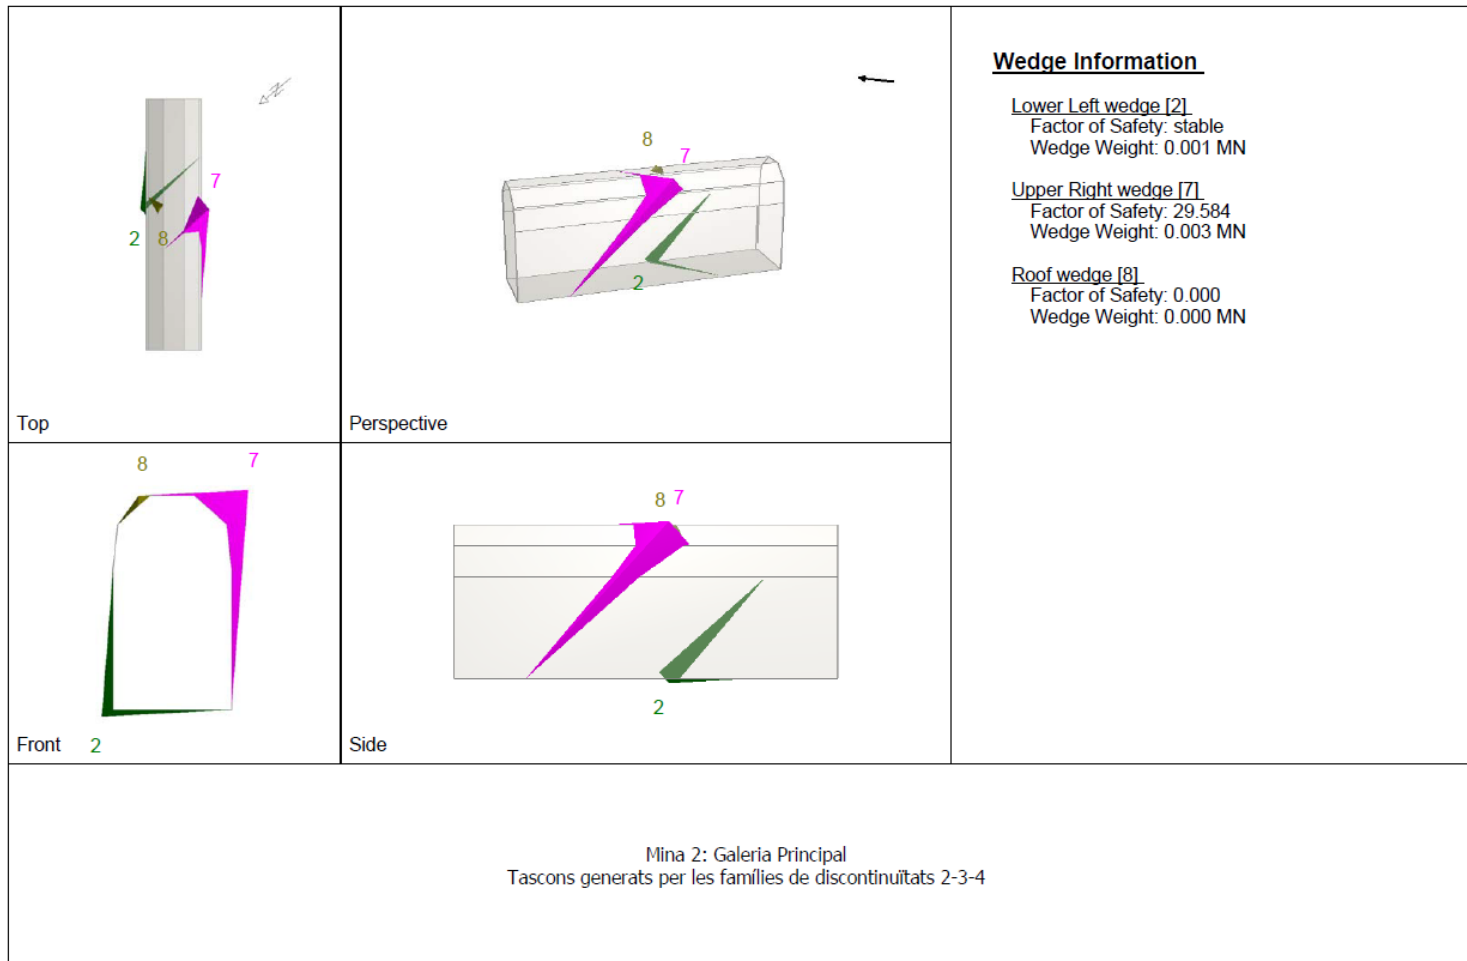 7
2
8
Top
8
7
2
Perspective
8
7
Front
2
8
7
2
Side
Wedge Information
Lower Left wedge [2]
Factor of Safety: stable
Wedge Weight: 0.001 MN
Upper Right wedge [7]
Factor of Safety: 29.584
Wedge Weight: 0.003 MN
Roof wedge [8]
Factor of Safety: 0.000
Wedge Weight: 0.000 MN
Mina 2: Galeria Principal
Tascons generats per les famílies de discontinuïtats 2-3-4